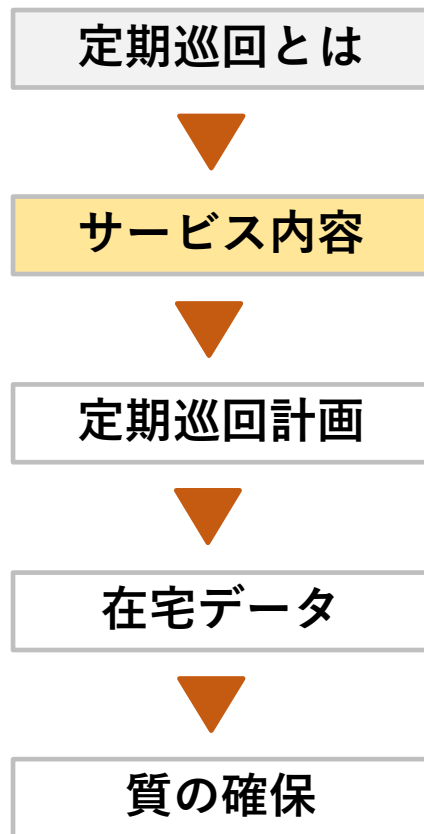 定期巡回とは
サービス内容
定期巡回計画
在宅データ
質の確保